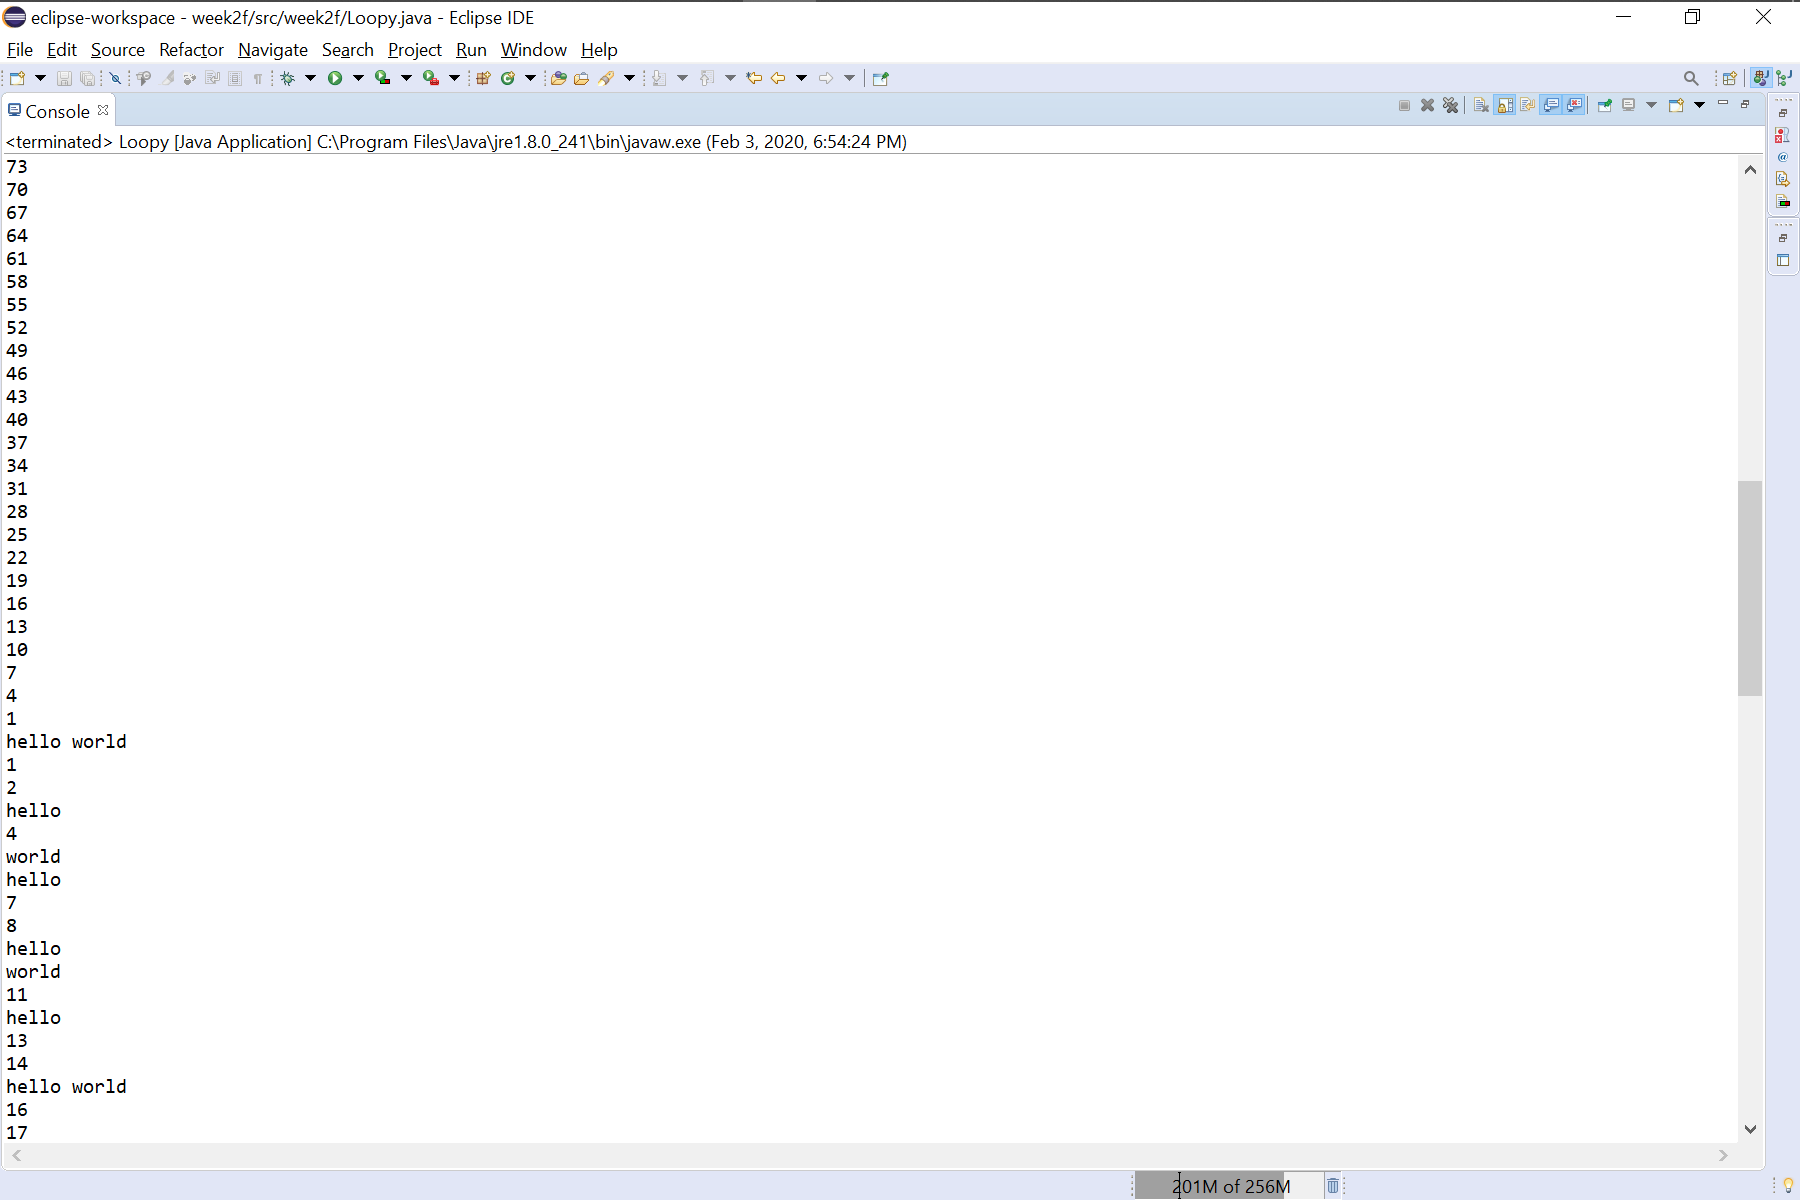 eclipse-workspace - week2f/src/week2f/Loopy.java - Eclipse IDE
File Edit Source Refactor Navigate Search Project Run Window Help
Console
<terminated> Loopy [Java Application] C:\Program Files\Java\jre1.8.0_241\bin\javaw.exe (Feb 3, 2020, 6:54:24 PM)
73
70
67
64
61
58
55
52
49
46
43
40
37
34
31
28
25
22
19
16
13
10
7
4
1
hello world
1
2
hello
4
world
hello
7
8
hello
world
11
hello
13
14
hello world
16
17
201M of 256M